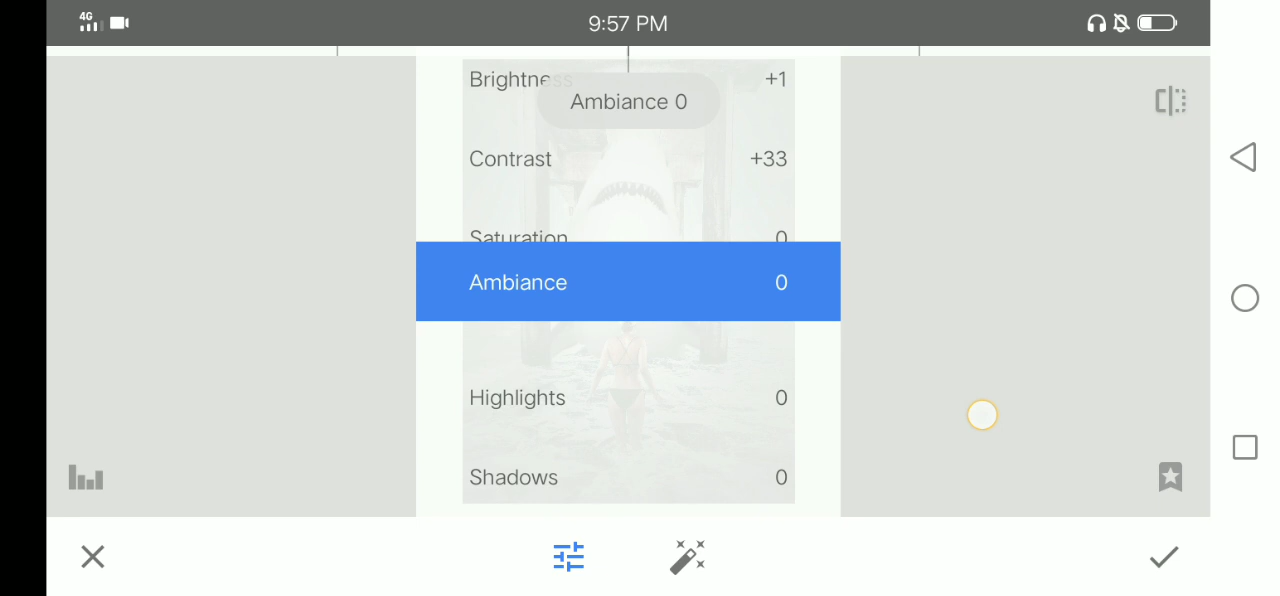 4G
9:57 PM
Brightness +1
Ambiance 0
Contrast +33
Saturation 0
Ambiance 0
Highlights 0
Shadows 0